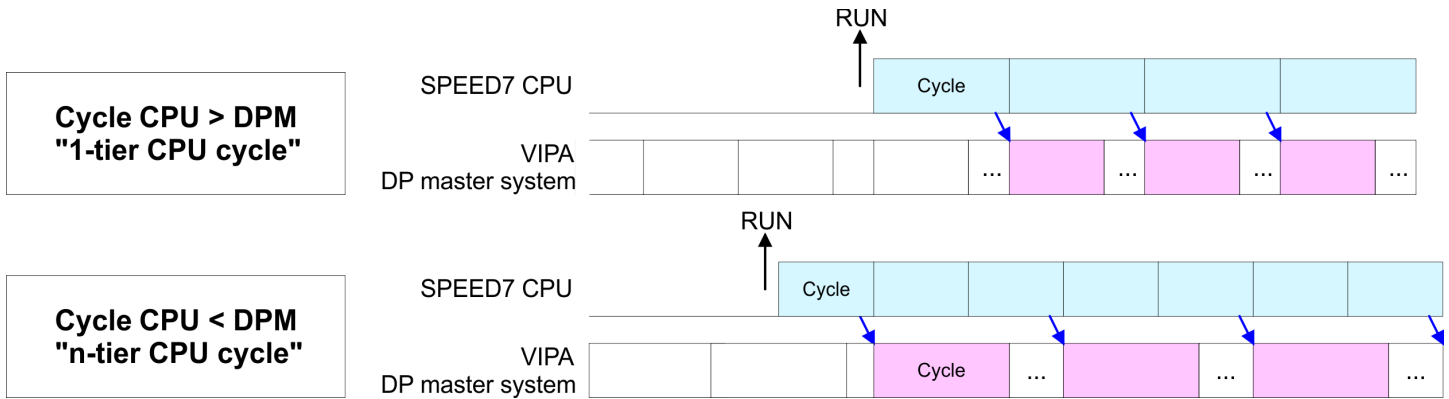 RUN
Cycle CPU > DPM
"1-tier CPU cycle"
SPEED7 CPU
Cycle
VIPA
DP master system
... ... ... ...
RUN
Cycle CPU < DPM
"n-tier CPU cycle"
SPEED7 CPU
Cycle
VIPA
DP master system
Cycle ... ... ...